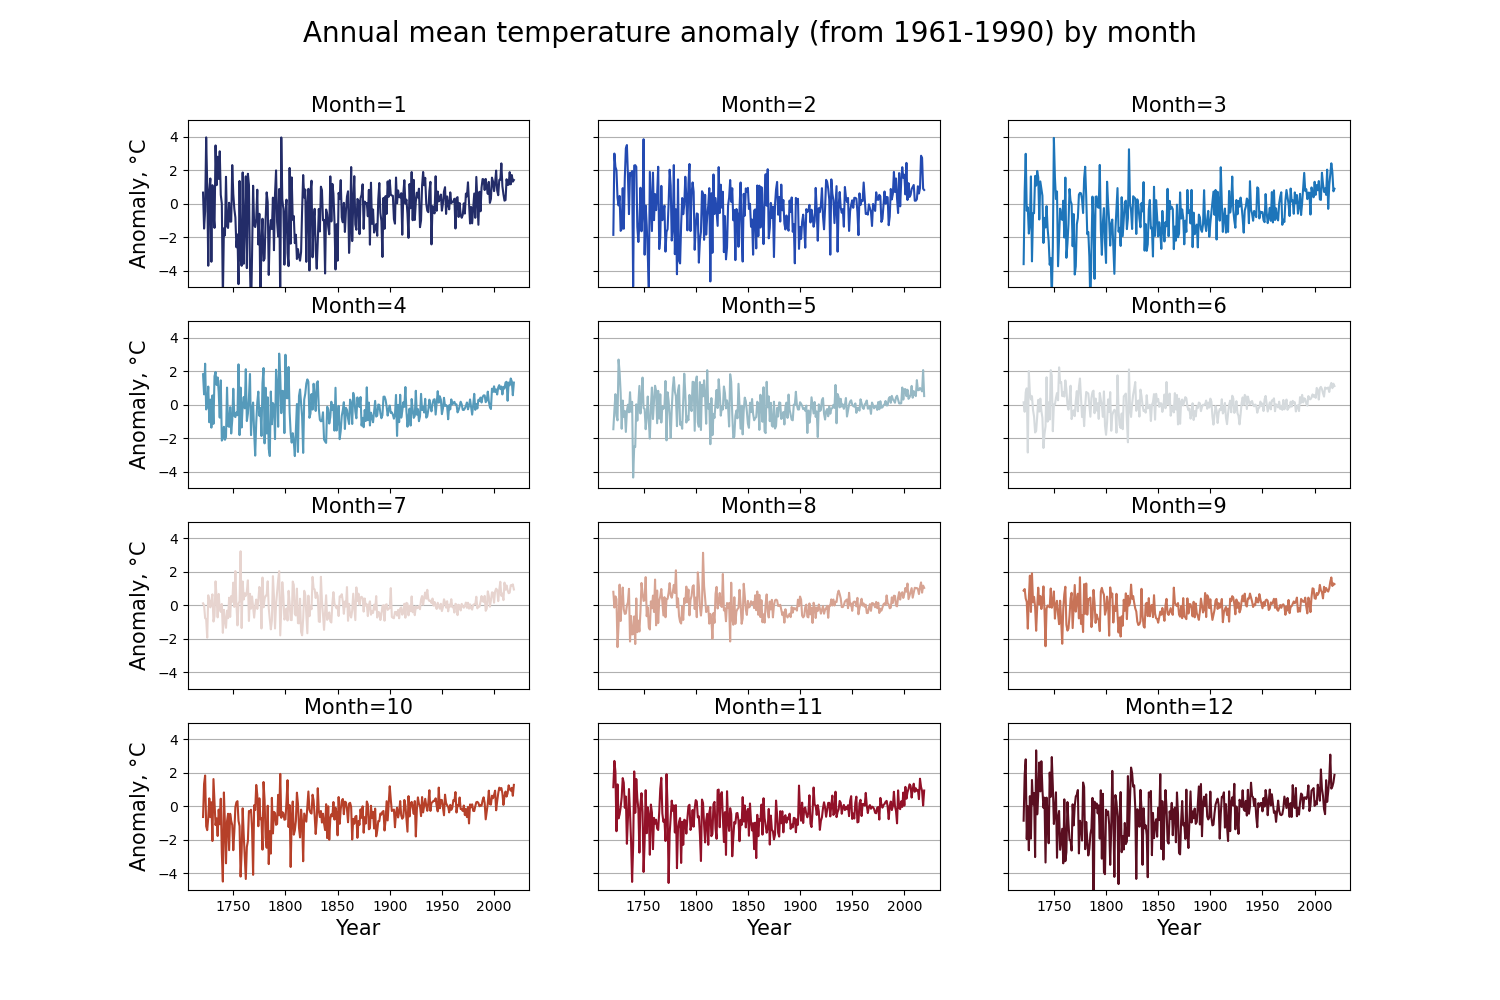 Annual mean temperature anomaly (from 1961-1990) by month
Month=1
Month=2
Month=3
Anomaly, °C
4
2
0
−2
−4
Month=4
Month=5
Month=6
Anomaly, °C
4
2
0
−2
−4
Month=7
Month=8
Month=9
Anomaly, °C
4
2
0
−2
−4
Month=10
Month=11
Month=12
Anomaly, °C
4
2
0
−2
−4
1750 1800 1850 1900 1950 2000
1750 1800 1850 1900 1950 2000
1750 1800 1850 1900 1950 2000
Year
Year
Year